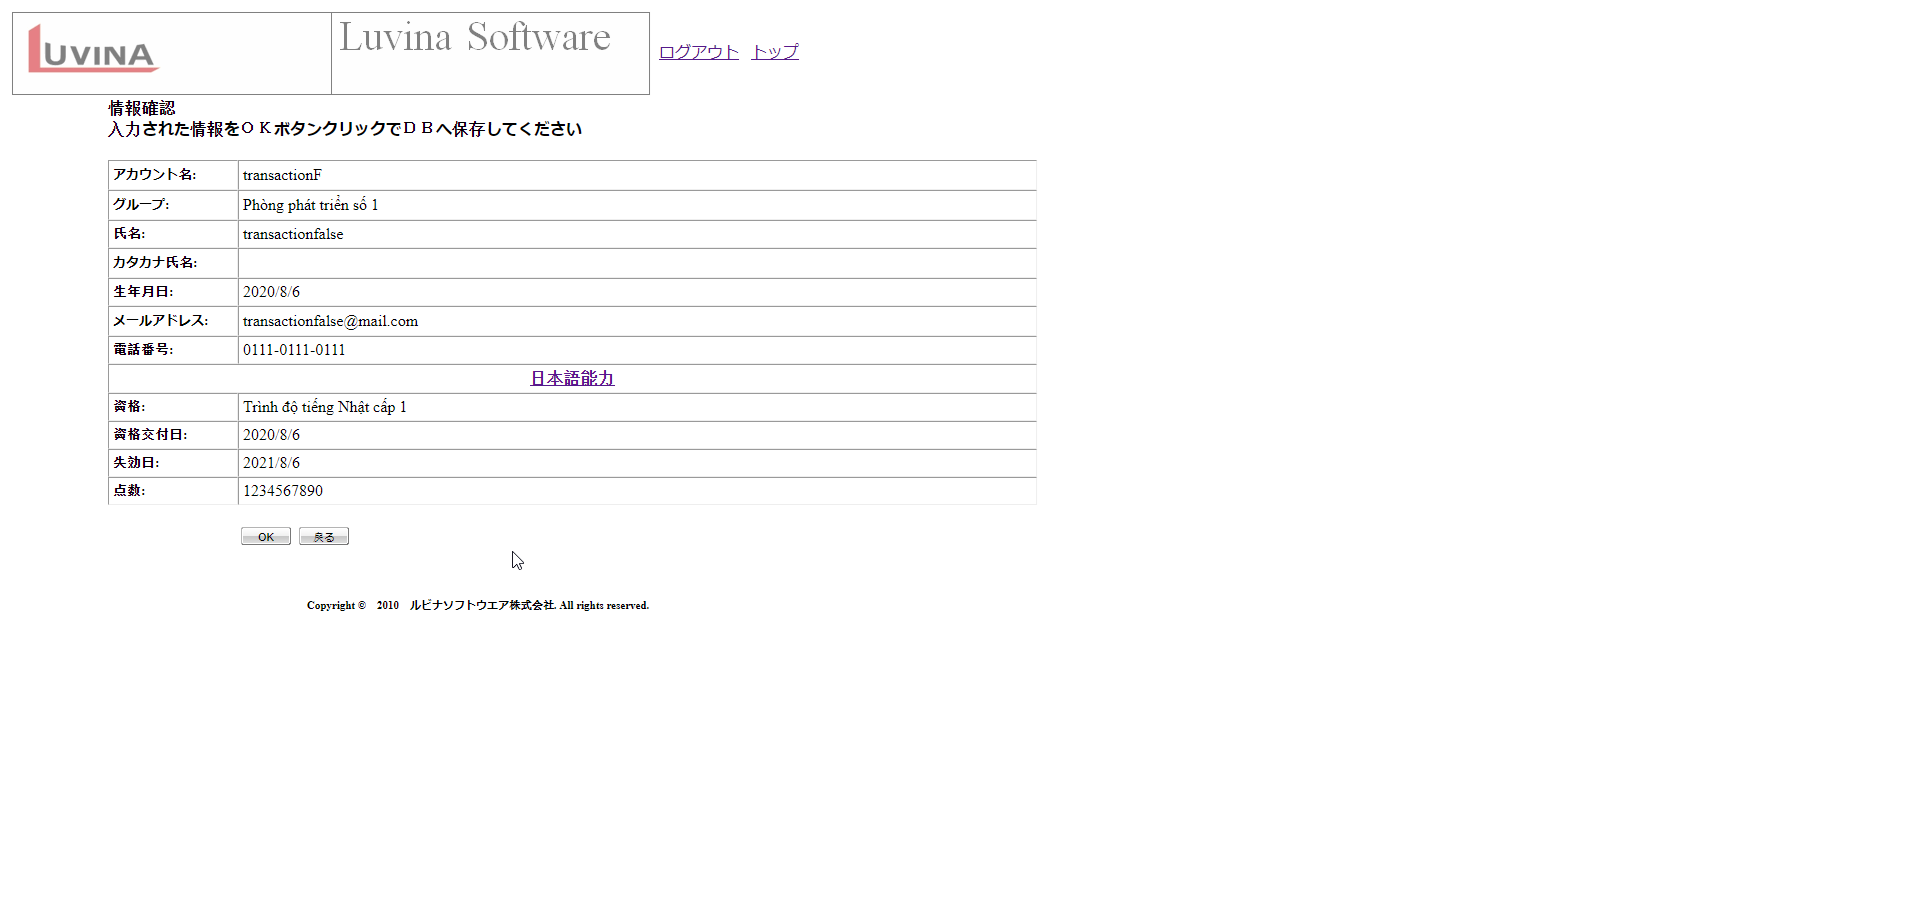 LUVINA
Luvina Software
ログアウト トップ
情報確認
入力された情報をＯＫボタンクリックでＤＢへ保存してください
アカウント名: transactionF
グループ: Phòng phát triển số 1
氏名: transactionfalse
カタカナ氏名:
生年月日: 2020/8/6
メールアドレス: transactionfalse@mail.com
電話番号: 0111-0111-0111
日本語能力
資格: Trình độ tiếng Nhật cấp 1
資格交付日: 2020/8/6
失効日: 2021/8/6
点数: 1234567890
OK 戻る
Copyright © 2010 ルビナソフトウエア株式会社. All rights reserved.